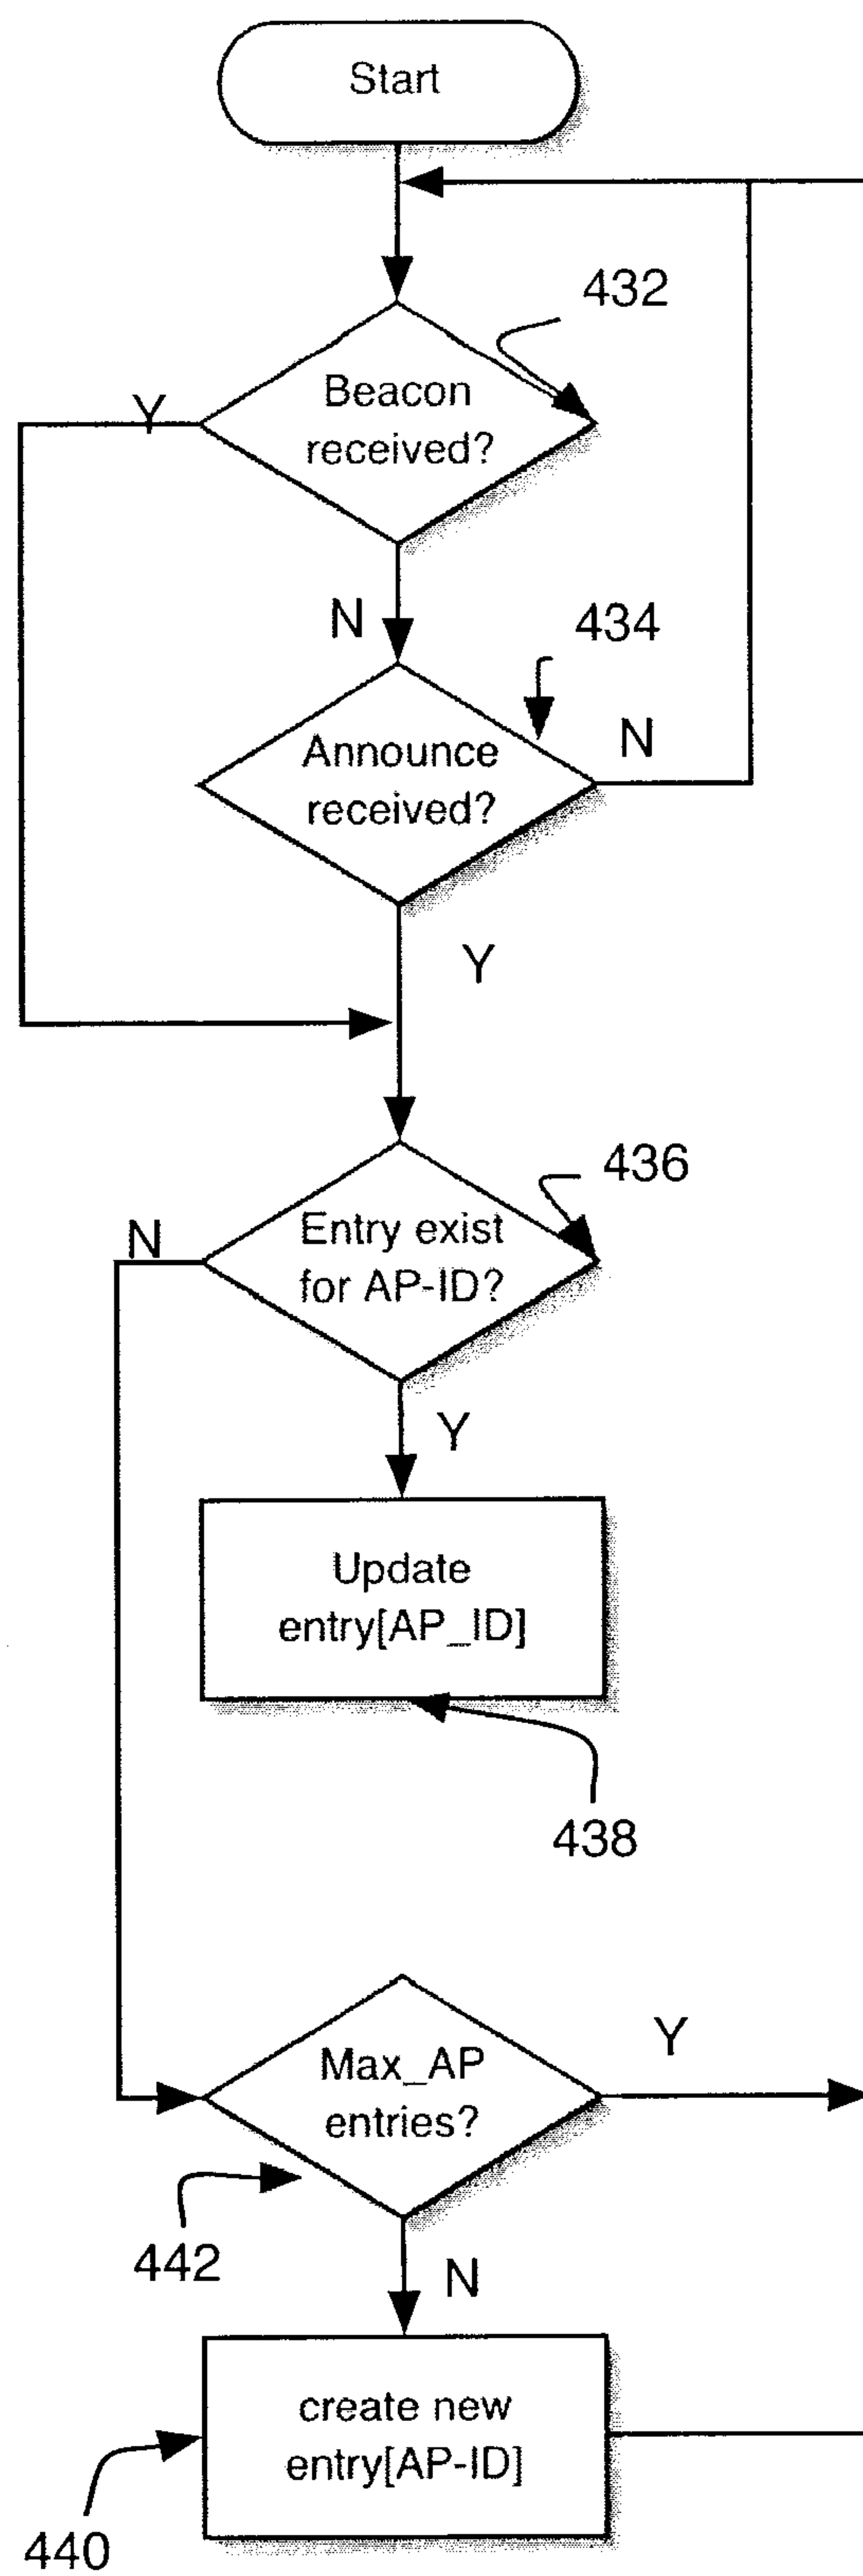 Start
432
Beacon
received?
Y
N
434
Announce
received?
N
Y
436
Entry exist
for AP-ID?
N
Y
Update
entry[AP_ID]
438
Max_AP
entries?
Y
442
N
create new
entry[AP-ID]
440